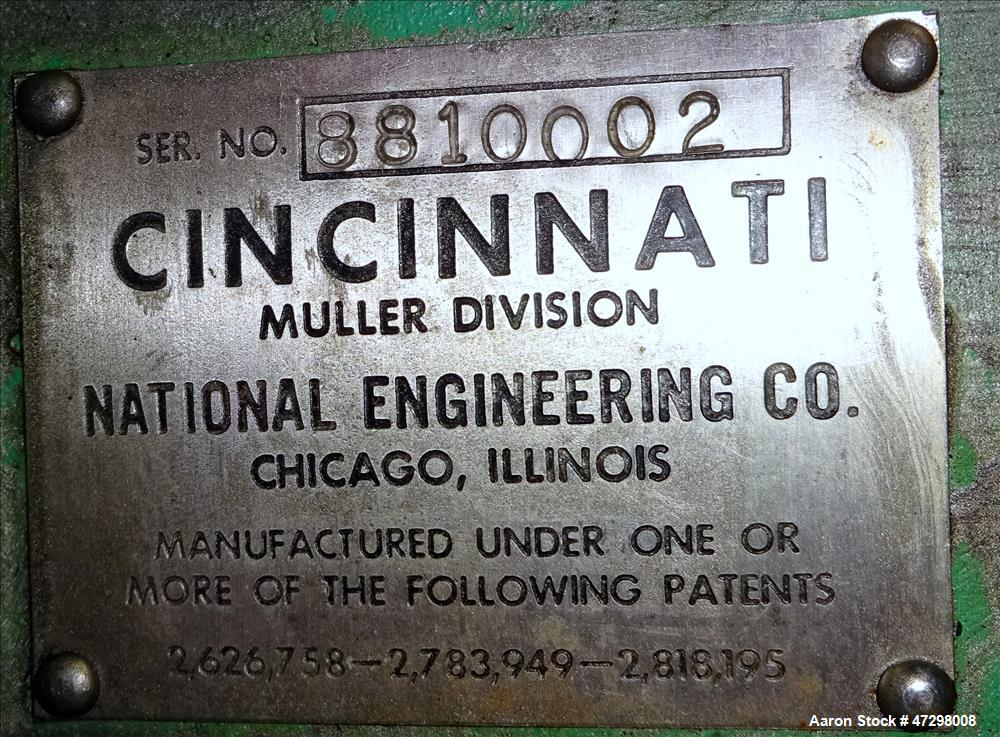 SER. NO. 8810002
CINCINNATI
MULLER DIVISION
NATIONAL ENGINEERING CO.
CHICAGO, ILLINOIS
MANUFACTURED UNDER ONE OR
MORE OF THE FOLLOWING PATENTS
2,626,758—2,783,949—2,818,195
Aaron Stock # 47298008